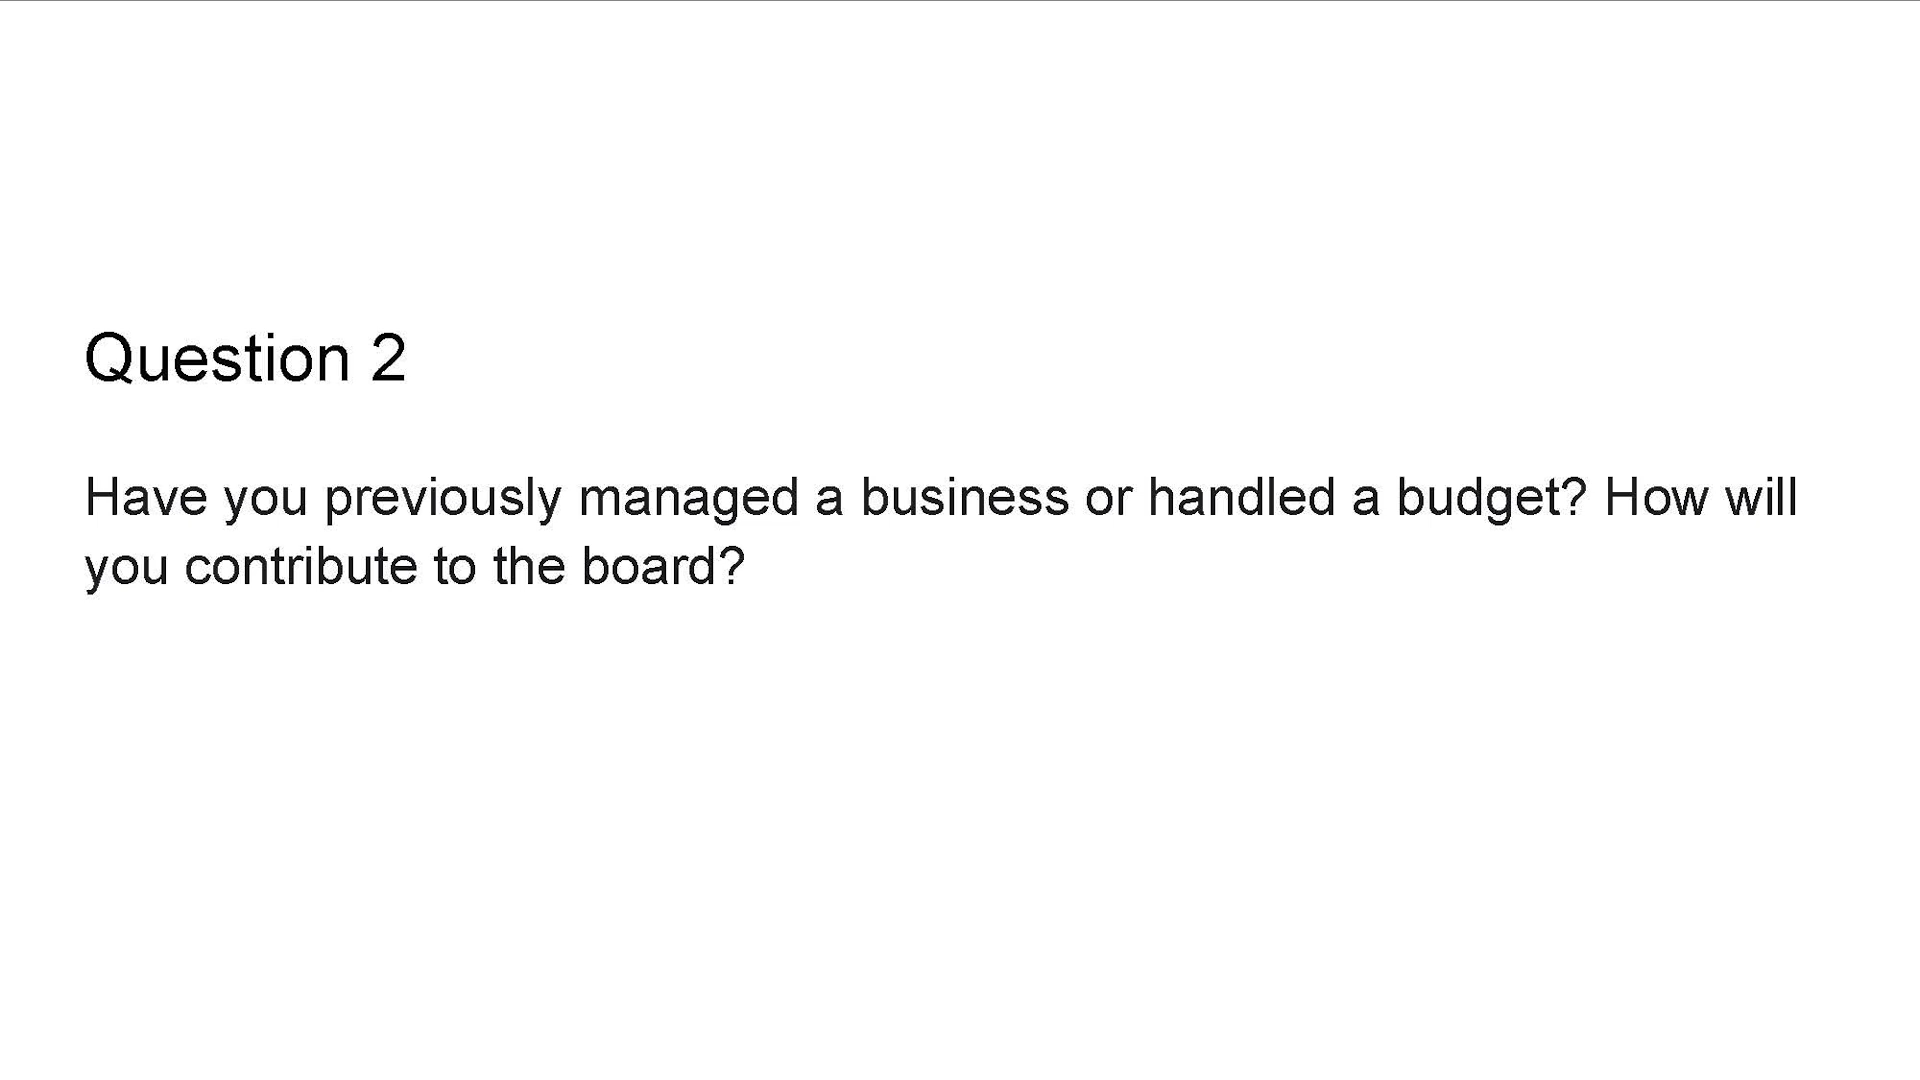 Question 2
Have you previously managed a business or handled a budget? How will
you contribute to the board?